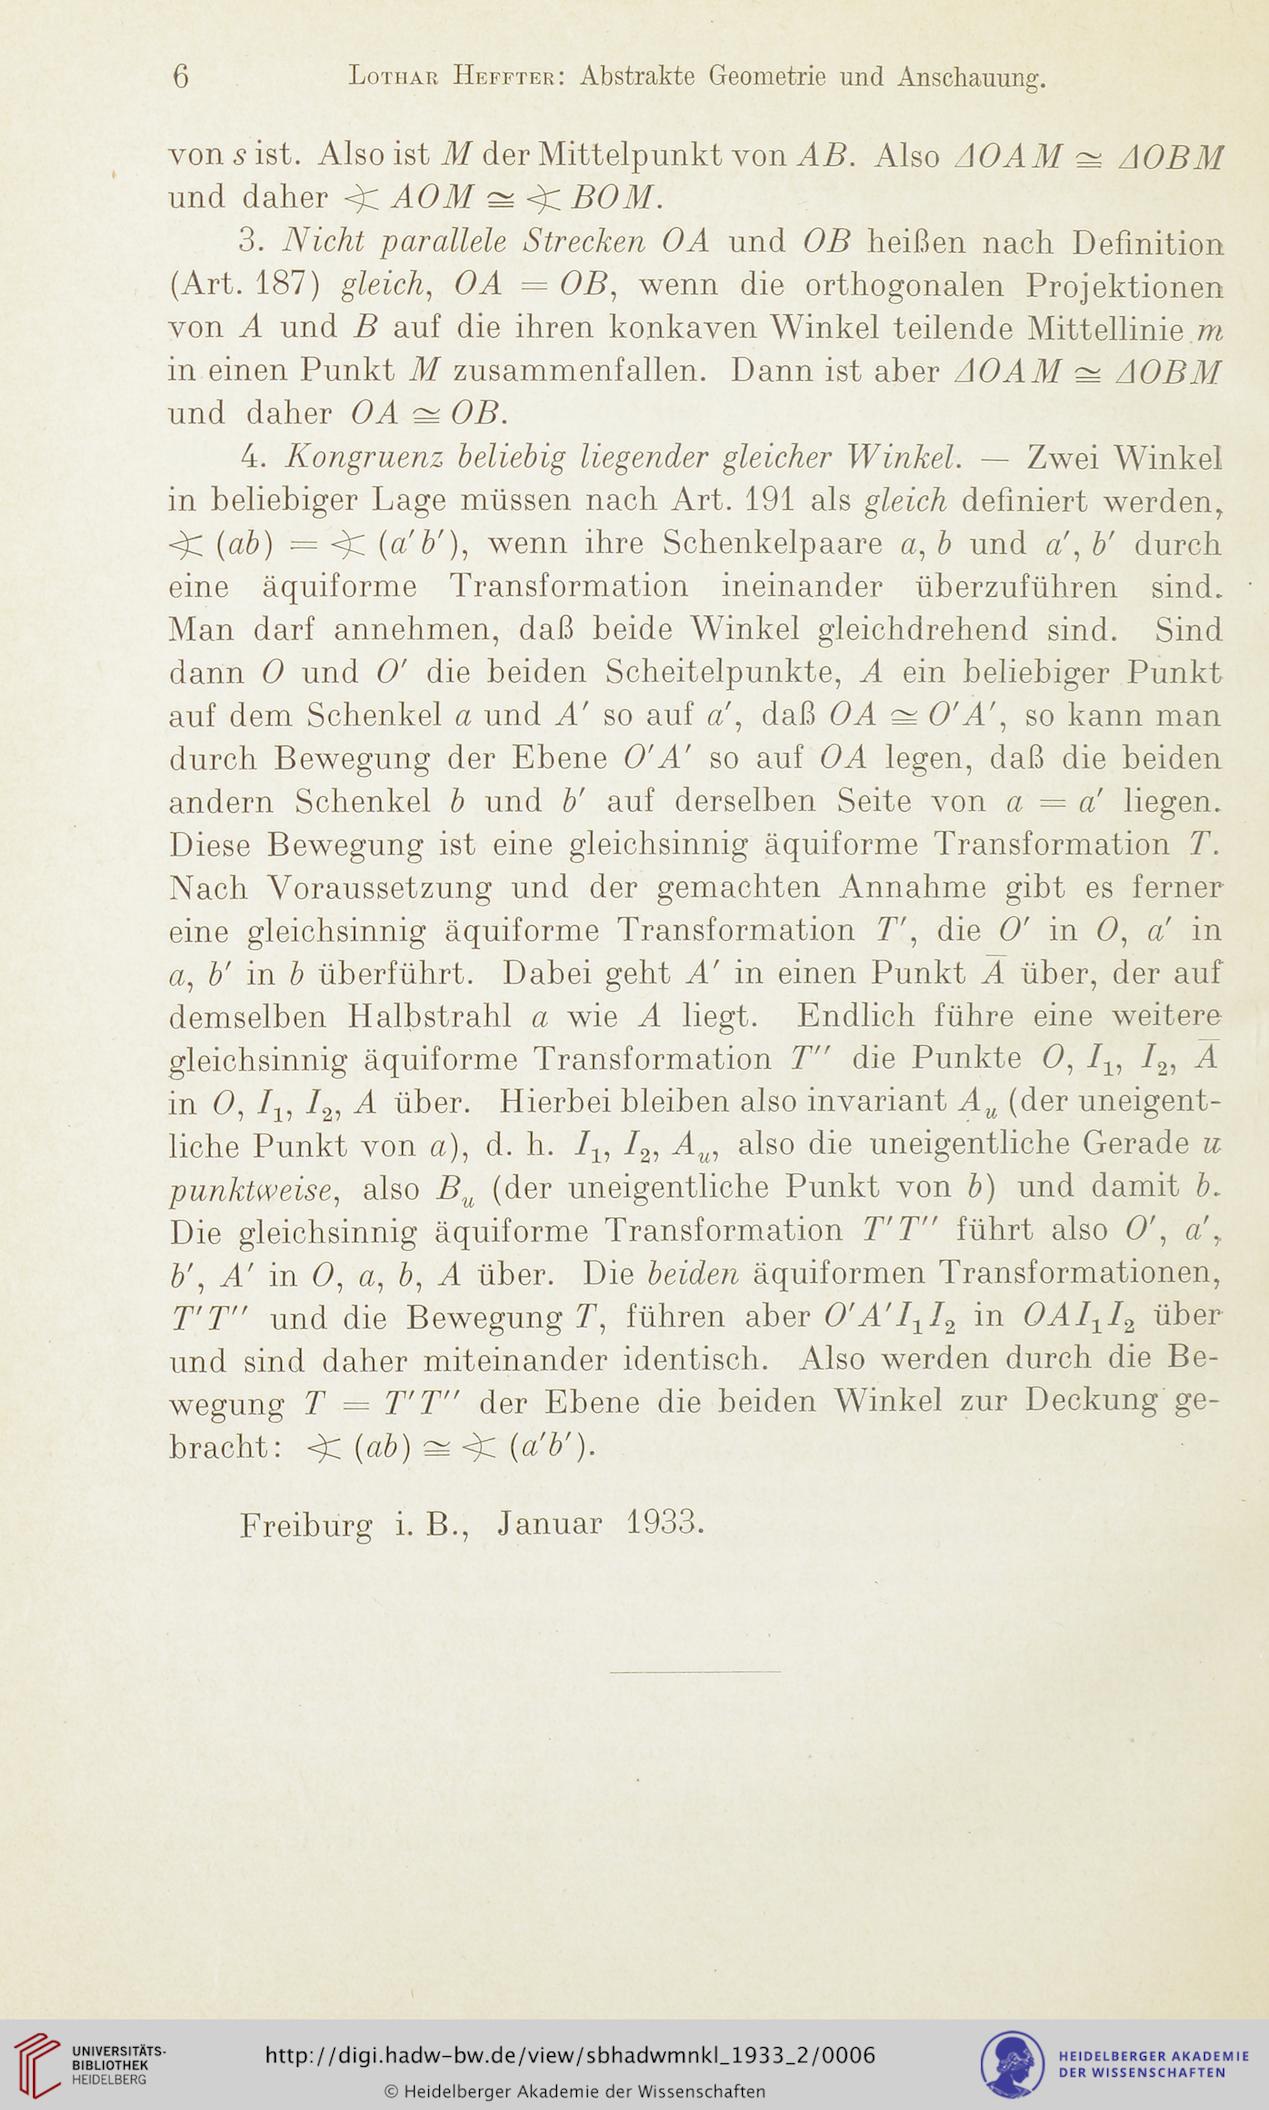 6 Lothar Heffter: Abstrakte Geometrie und Anschauung.
von s ist. Also ist M der Mittelpunkt von AB. Also ΔOAM ≅ ΔOBM
und daher ∢ AOM ≅ ∢ BOM.
3. Nicht parallele Strecken OA und OB heißen nach Definition
(Art. 187) gleich, OA = OB, wenn die orthogonalen Projektionen
von A und B auf die ihren konkaven Winkel teilende Mittellinie m
in einen Punkt M zusammenfallen. Dann ist aber ΔOAM ≅ ΔOBM
und daher OA ≅ OB.
4. Kongruenz beliebig liegender gleicher Winkel. — Zwei Winkel
in beliebiger Lage müssen nach Art. 191 als gleich definiert werden,
∢ (ab) = ∢ (a′b′), wenn ihre Schenkelpaare a, b und a′, b′ durch
eine äquiforme Transformation ineinander überzuführen sind.
Man darf annehmen, daß beide Winkel gleichdrehend sind. Sind
dann O und O′ die beiden Scheitelpunkte, A ein beliebiger Punkt
auf dem Schenkel a und A′ so auf a′, daß OA ≅ O′A′, so kann man
durch Bewegung der Ebene O′A′ so auf OA legen, daß die beiden
andern Schenkel b und b′ auf derselben Seite von a = a′ liegen.
Diese Bewegung ist eine gleichsinnig äquiforme Transformation T.
Nach Voraussetzung und der gemachten Annahme gibt es ferner
eine gleichsinnig äquiforme Transformation T′, die O′ in O, a′ in
a, b′ in b überführt. Dabei geht A′ in einen Punkt A̅ über, der auf
demselben Halbstrahl a wie A liegt. Endlich führe eine weitere
gleichsinnig äquiforme Transformation T″ die Punkte O, I₁, I₂, A̅
in O, I₁, I₂, A über. Hierbei bleiben also invariant Aᵤ (der uneigent-
liche Punkt von a), d. h. I₁, I₂, Aᵤ, also die uneigentliche Gerade u
punktweise, also Bᵤ (der uneigentliche Punkt von b) und damit b.
Die gleichsinnig äquiforme Transformation T′T″ führt also O′, a′,
b′, A′ in O, a, b, A über. Die beiden äquiformen Transformationen,
T′T″ und die Bewegung T, führen aber O′A′I₁I₂ in OAI₁I₂ über
und sind daher miteinander identisch. Also werden durch die Be-
wegung T = T′T″ der Ebene die beiden Winkel zur Deckung ge-
bracht: ∢ (ab) ≅ ∢ (a′b′).
Freiburg i. B., Januar 1933.
UNIVERSITÄTS-
BIBLIOTHEK
HEIDELBERG
http://digi.hadw-bw.de/view/sbhadwmnkl_1933_2/0006
© Heidelberger Akademie der Wissenschaften
HEIDELBERGER AKADEMIE
DER WISSENSCHAFTEN